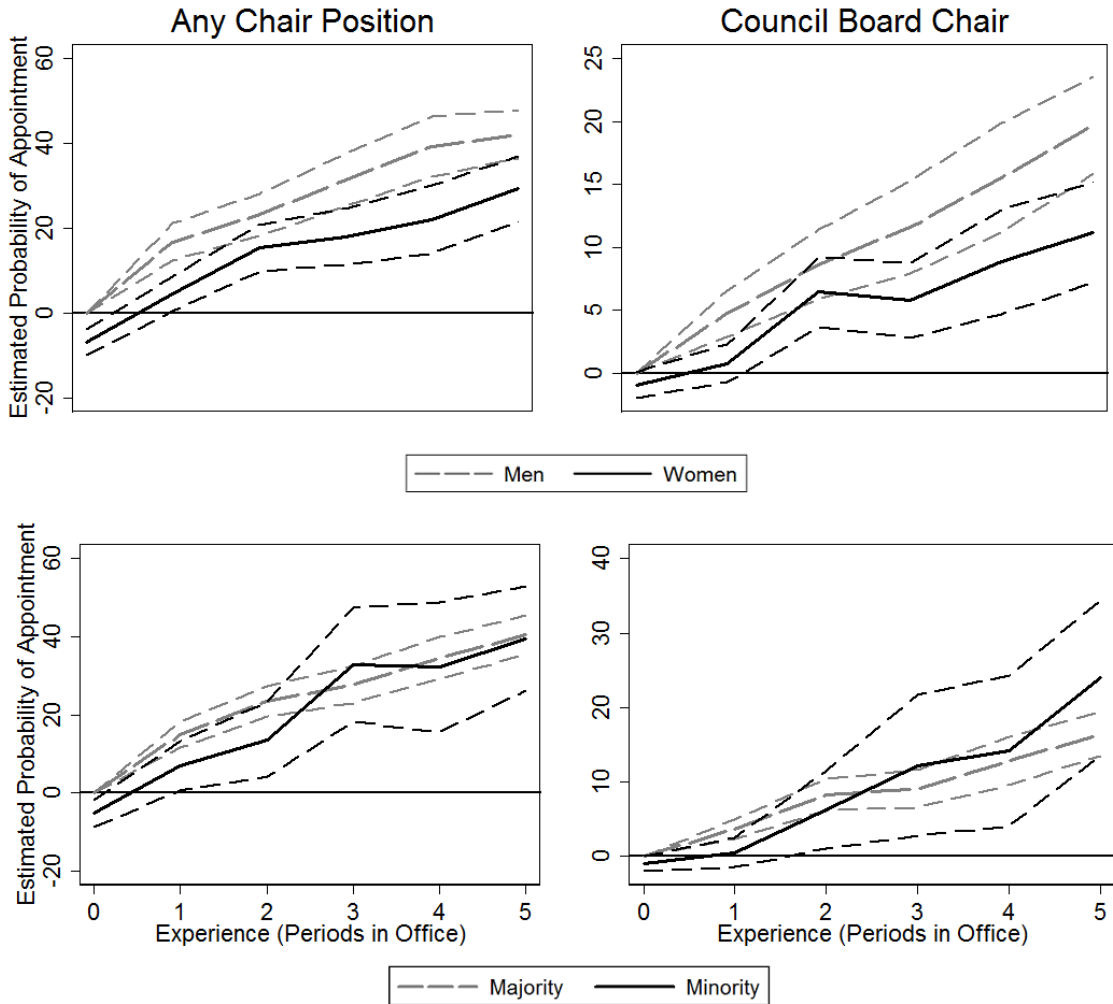 Any Chair Position
Council Board Chair
Estimated Probability of Appointment
60
40
20
0
-20
25
20
15
10
5
0
Men
Women
Estimated Probability of Appointment
60
40
20
0
-20
0 1 2 3 4 5
Experience (Periods in Office)
40
30
20
10
0
0 1 2 3 4 5
Experience (Periods in Office)
Majority
Minority